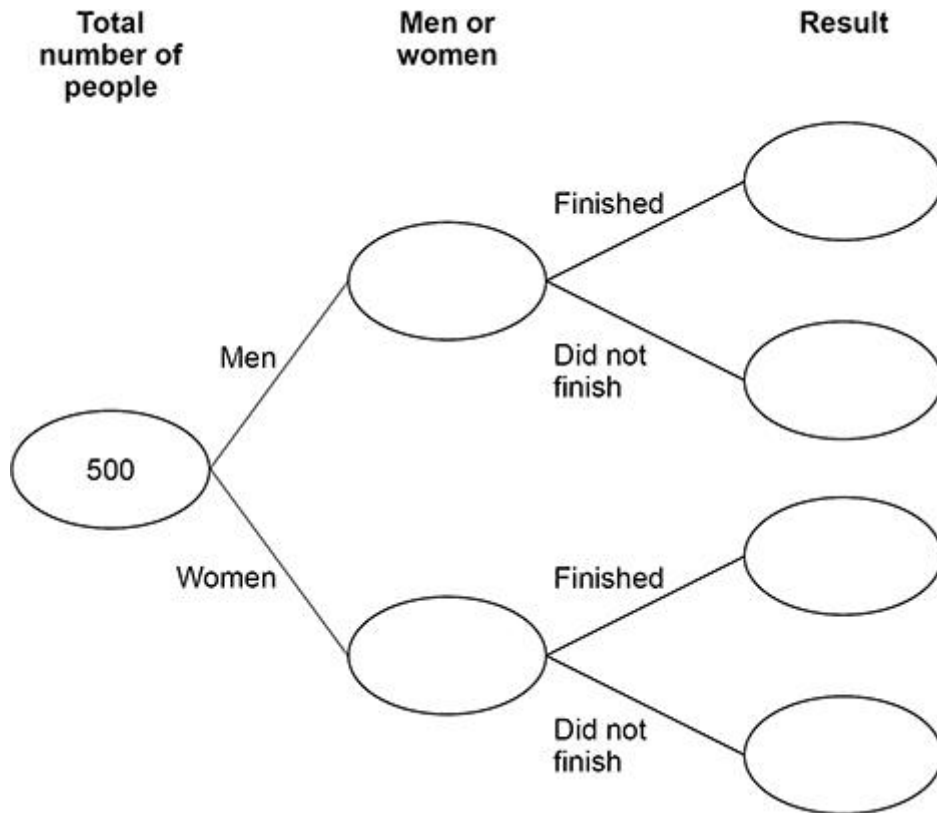 Total
number of
people
Men or
women
Result
Finished
Men
Did not
finish
500
Women
Finished
Did not
finish